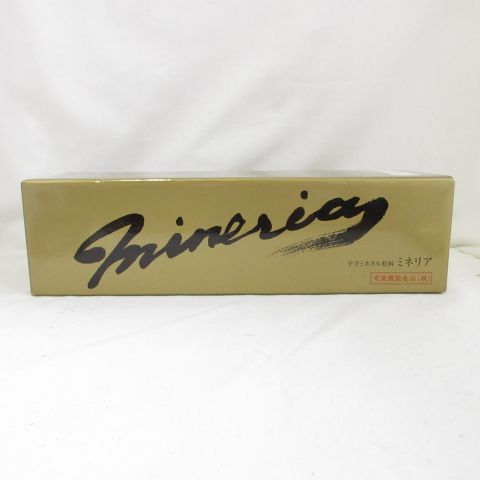 mineria
テラミネラル飲料 ミネリア
栄養機能食品(鉄)